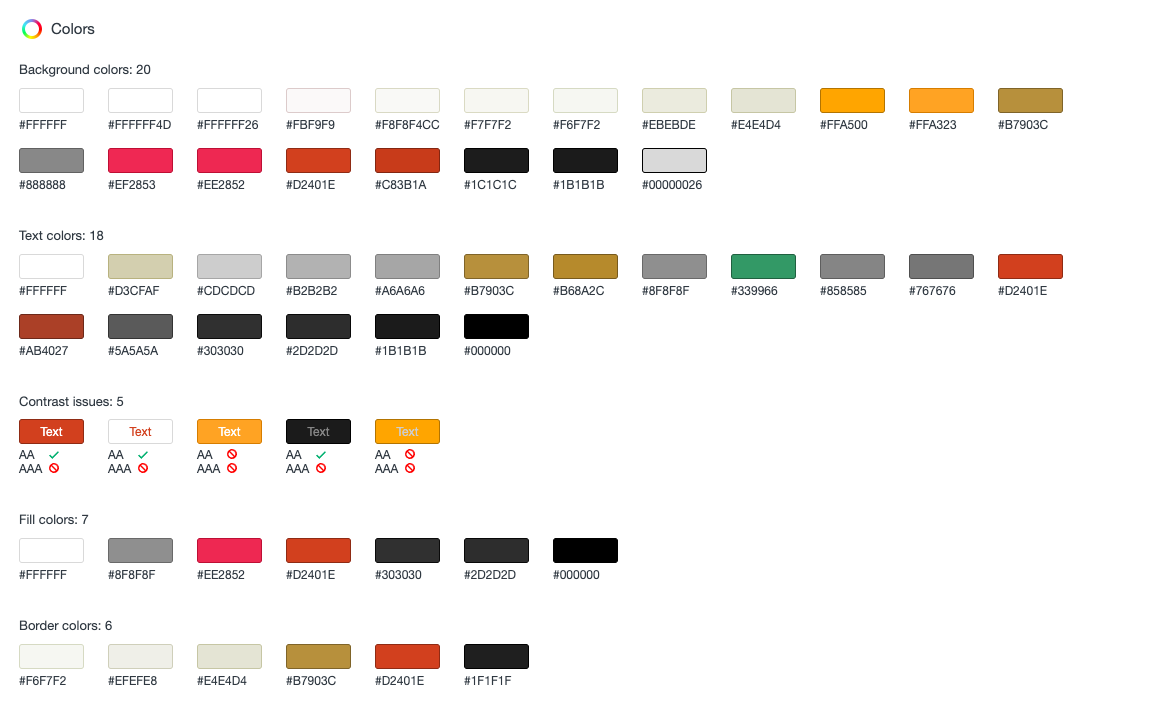 Colors
Background colors: 20
#FFFFFF #FFFFFF4D #FFFFFF26 #FBF9F9 #F8F8F4CC #F7F7F2 #F6F7F2 #EBEBDE #E4E4D4 #FFA500 #FFA323 #B7903C
#888888 #EF2853 #EE2852 #D2401E #C83B1A #1C1C1C #1B1B1B #00000026
Text colors: 18
#FFFFFF #D3CFAF #CDCDCD #B2B2B2 #A6A6A6 #B7903C #B68A2C #8F8F8F #339966 #858585 #767676 #D2401E
#AB4027 #5A5A5A #303030 #2D2D2D #1B1B1B #000000
Contrast issues: 5
Text Text Text Text Text
AA AA AA AA AA
AAA AAA AAA AAA AAA
Fill colors: 7
#FFFFFF #8F8F8F #EE2852 #D2401E #303030 #2D2D2D #000000
Border colors: 6
#F6F7F2 #EFEFE8 #E4E4D4 #B7903C #D2401E #1F1F1F